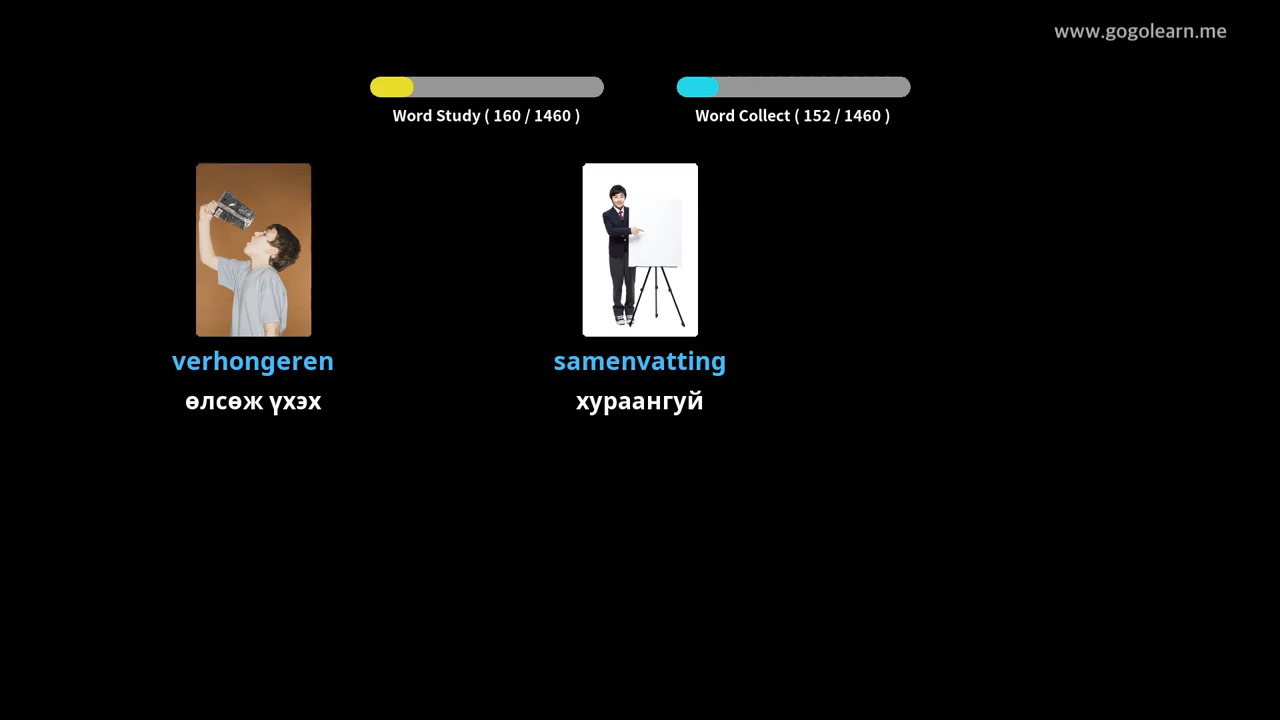 www.gogolearn.me
Word Study ( 160 / 1460 )
Word Collect ( 152 / 1460 )
verhongeren
өлсөж үхэх
samenvatting
хураангуй